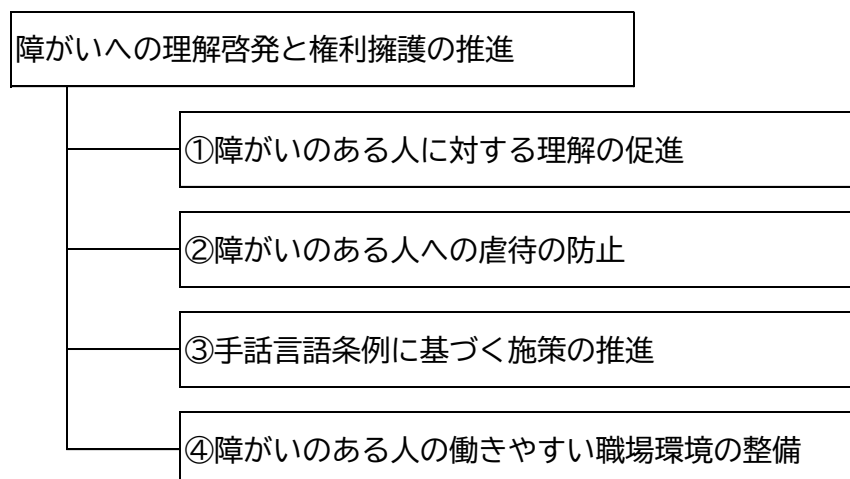 障がいへの理解啓発と権利擁護の推進
①障がいのある人に対する理解の促進
②障がいのある人への虐待の防止
③手話言語条例に基づく施策の推進
④障がいのある人の働きやすい職場環境の整備